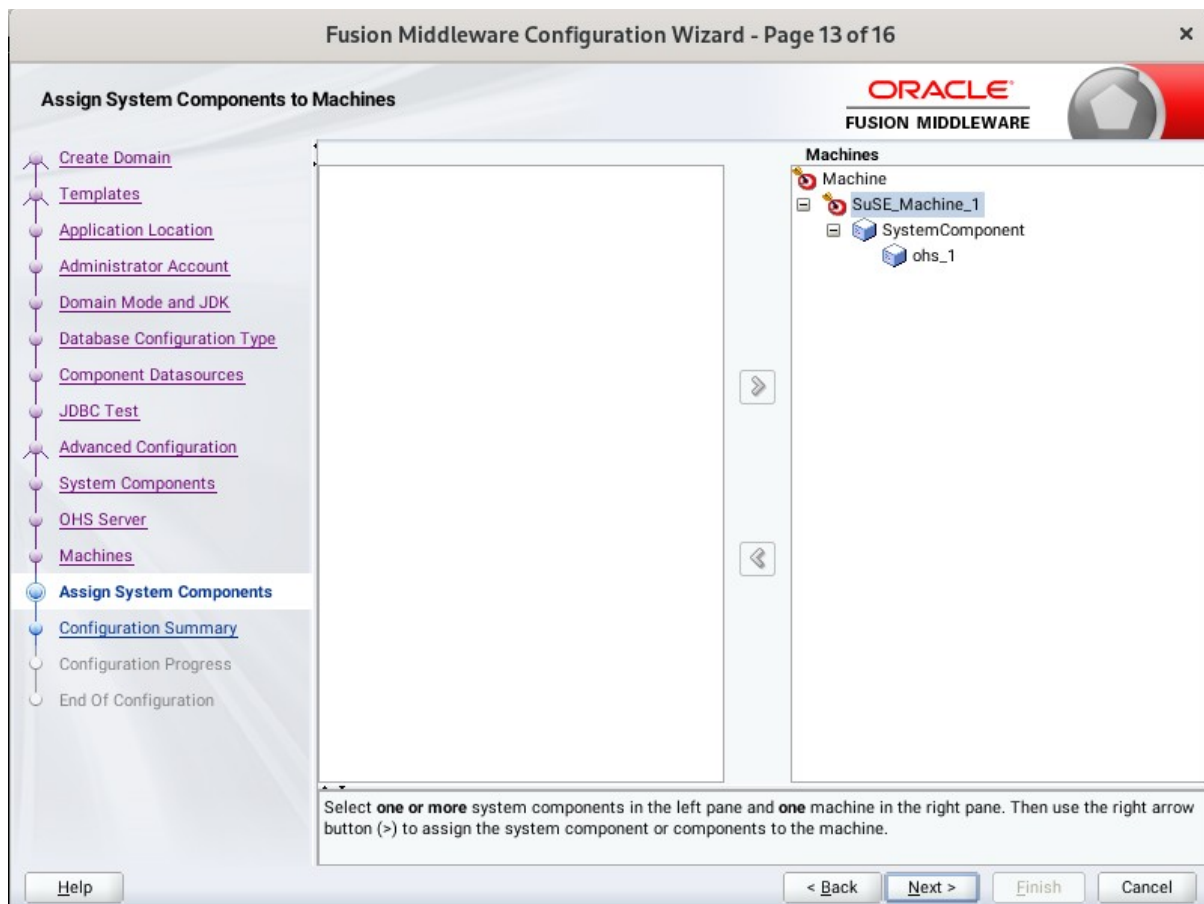 Fusion Middleware Configuration Wizard - Page 13 of 16
×
Assign System Components to Machines
ORACLE
FUSION MIDDLEWARE
Create Domain
Templates
Application Location
Administrator Account
Domain Mode and JDK
Database Configuration Type
Component Datasources
JDBC Test
Advanced Configuration
System Components
OHS Server
Machines
Assign System Components
Configuration Summary
Configuration Progress
End Of Configuration
Machines
Machine
SuSE_Machine_1
SystemComponent
ohs_1
Select one or more system components in the left pane and one machine in the right pane. Then use the right arrow
button (>) to assign the system component or components to the machine.
Help
< Back
Next >
Finish
Cancel